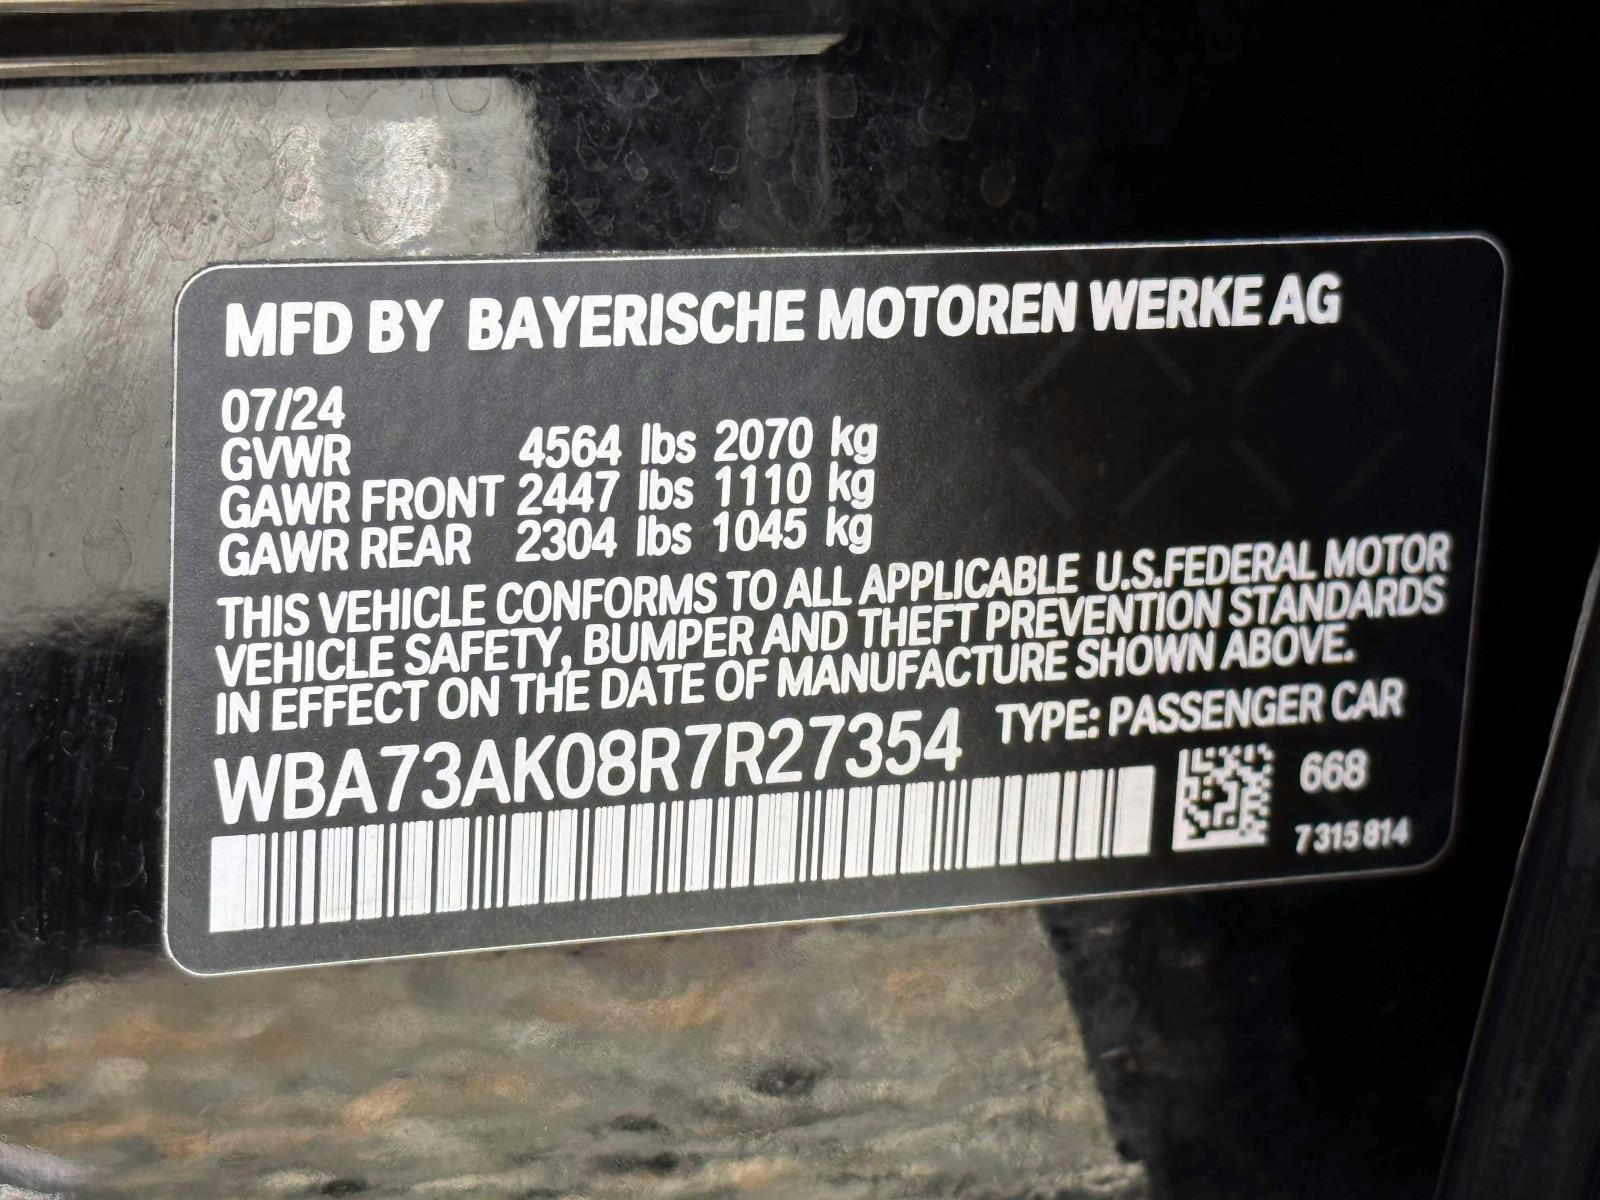 MFD BY BAYERISCHE MOTOREN WERKE AG
07/24
GVWR 4564 lbs 2070 kg
GAWR FRONT 2447 lbs 1110 kg
GAWR REAR 2304 lbs 1045 kg
THIS VEHICLE CONFORMS TO ALL APPLICABLE U.S.FEDERAL MOTOR
VEHICLE SAFETY, BUMPER AND THEFT PREVENTION STANDARDS
IN EFFECT ON THE DATE OF MANUFACTURE SHOWN ABOVE.
WBA73AK08R7R27354 TYPE: PASSENGER CAR
668
7 315 814